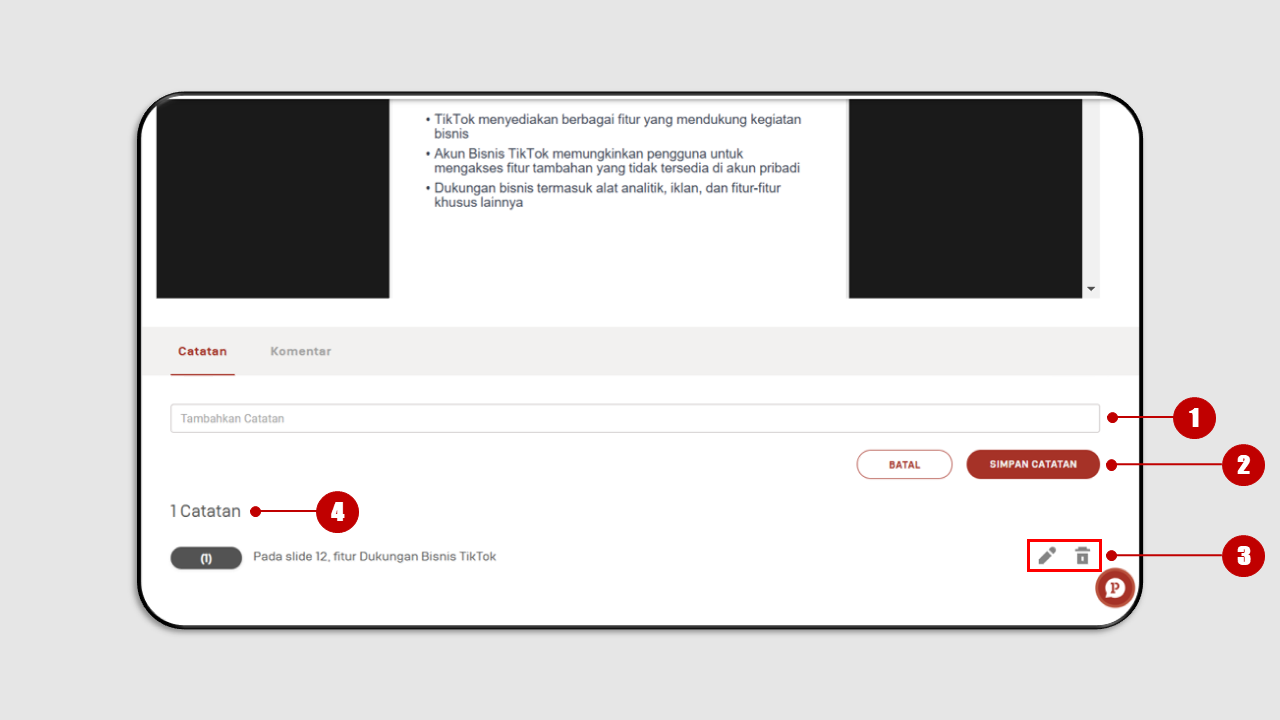 • TikTok menyediakan berbagai fitur yang mendukung kegiatan
bisnis
• Akun Bisnis TikTok memungkinkan pengguna untuk
mengakses fitur tambahan yang tidak tersedia di akun pribadi
• Dukungan bisnis termasuk alat analitik, iklan, dan fitur-fitur
khusus lainnya
Catatan Komentar
Tambahkan Catatan 1
BATAL SIMPAN CATATAN 2
1 Catatan 4
(1) Pada slide 12, fitur Dukungan Bisnis TikTok 3
P